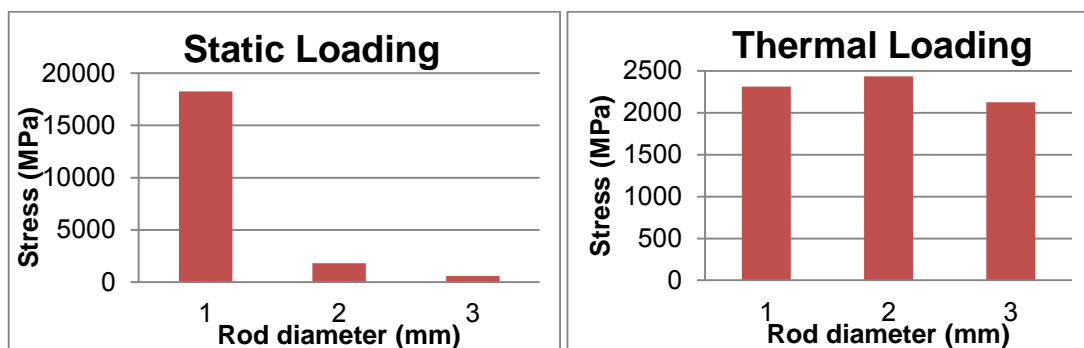 Static Loading
Stress (MPa)
20000
15000
10000
5000
0
1 2 3
Rod diameter (mm)
Thermal Loading
Stress (MPa)
2500
2000
1500
1000
500
0
1 2 3
Rod diameter (mm)